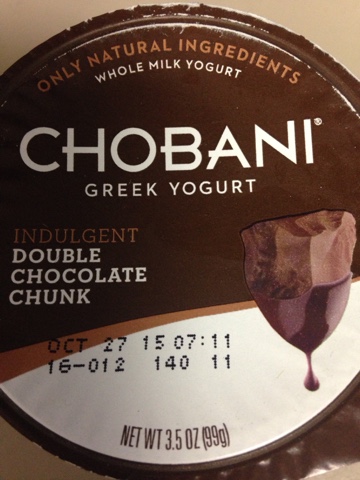 ONLY NATURAL INGREDIENTS
WHOLE MILK YOGURT
CHOBANI®
GREEK YOGURT
INDULGENT
DOUBLE
CHOCOLATE
CHUNK
OCT 27 15 07:11
16-012 140 11
NET WT 3.5 OZ (99g)